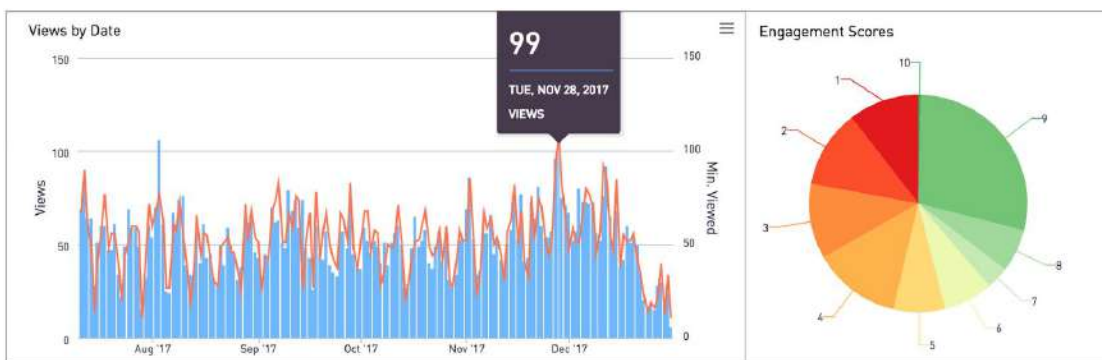 Views by Date
99
TUE, NOV 28, 2017
VIEWS
150
100
50
0
Views
150
100
50
0
Min. Viewed
Aug '17
Sep '17
Oct '17
Nov '17
Dec '17
Engagement Scores
10
1
2
3
4
5
6
7
8
9